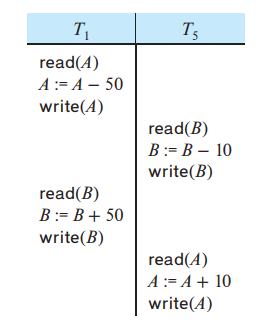 T₁ T₅
read(A)
A := A – 50
write(A)
read(B)
B := B – 10
write(B)
read(B)
B := B + 50
write(B)
read(A)
A := A + 10
write(A)